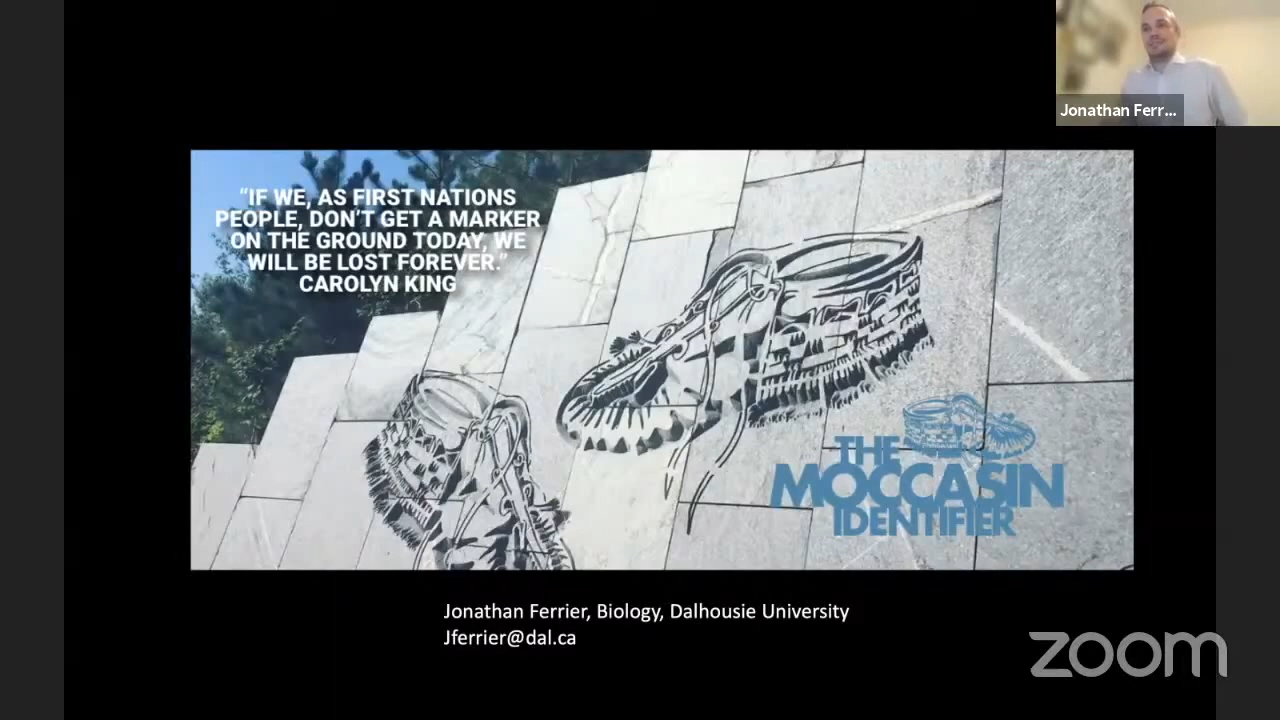 Jonathan Ferr...
“IF WE, AS FIRST NATIONS
PEOPLE, DON’T GET A MARKER
ON THE GROUND TODAY, WE
WILL BE LOST FOREVER.”
CAROLYN KING
THE
MOCCASIN
IDENTIFIER
Jonathan Ferrier, Biology, Dalhousie University
Jferrier@dal.ca
zoom